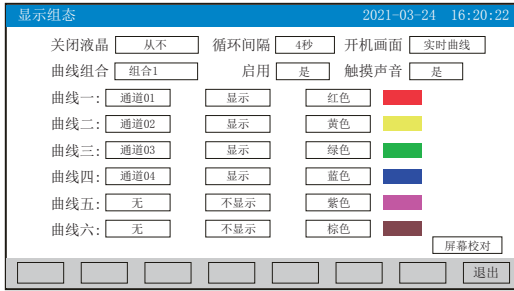 显示组态 2021-03-24 16:20:22
关闭液晶 从不 循环间隔 4秒 开机画面 实时曲线
曲线组合 组合1 启用 是 触摸声音 是
曲线一: 通道01 显示 红色
曲线二: 通道02 显示 黄色
曲线三: 通道03 显示 绿色
曲线四: 通道04 显示 蓝色
曲线五: 无 不显示 紫色
曲线六: 无 不显示 棕色
屏幕校对
退出